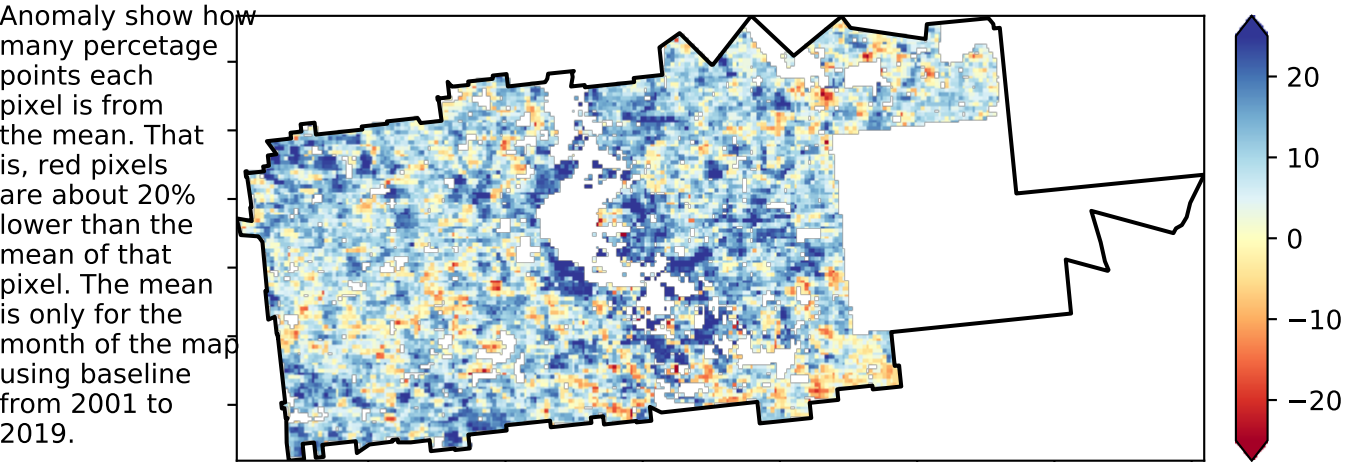 Anomaly show how
many percetage
points each
pixel is from
the mean. That
is, red pixels
are about 20%
lower than the
mean of that
pixel. The mean
is only for the
month of the map
using baseline
from 2001 to
2019.
20
10
0
−10
−20